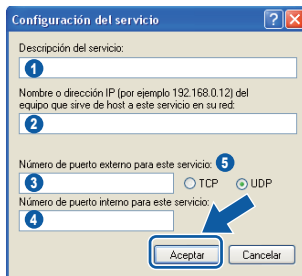 Configuración del servicio
Descripción del servicio:
1
Nombre o dirección IP (por ejemplo 192.168.0.12) del
equipo que sirve de host a este servicio en su red:
2
Número de puerto externo para este servicio: 5
3 TCP UDP
Número de puerto interno para este servicio:
4
Aceptar Cancelar